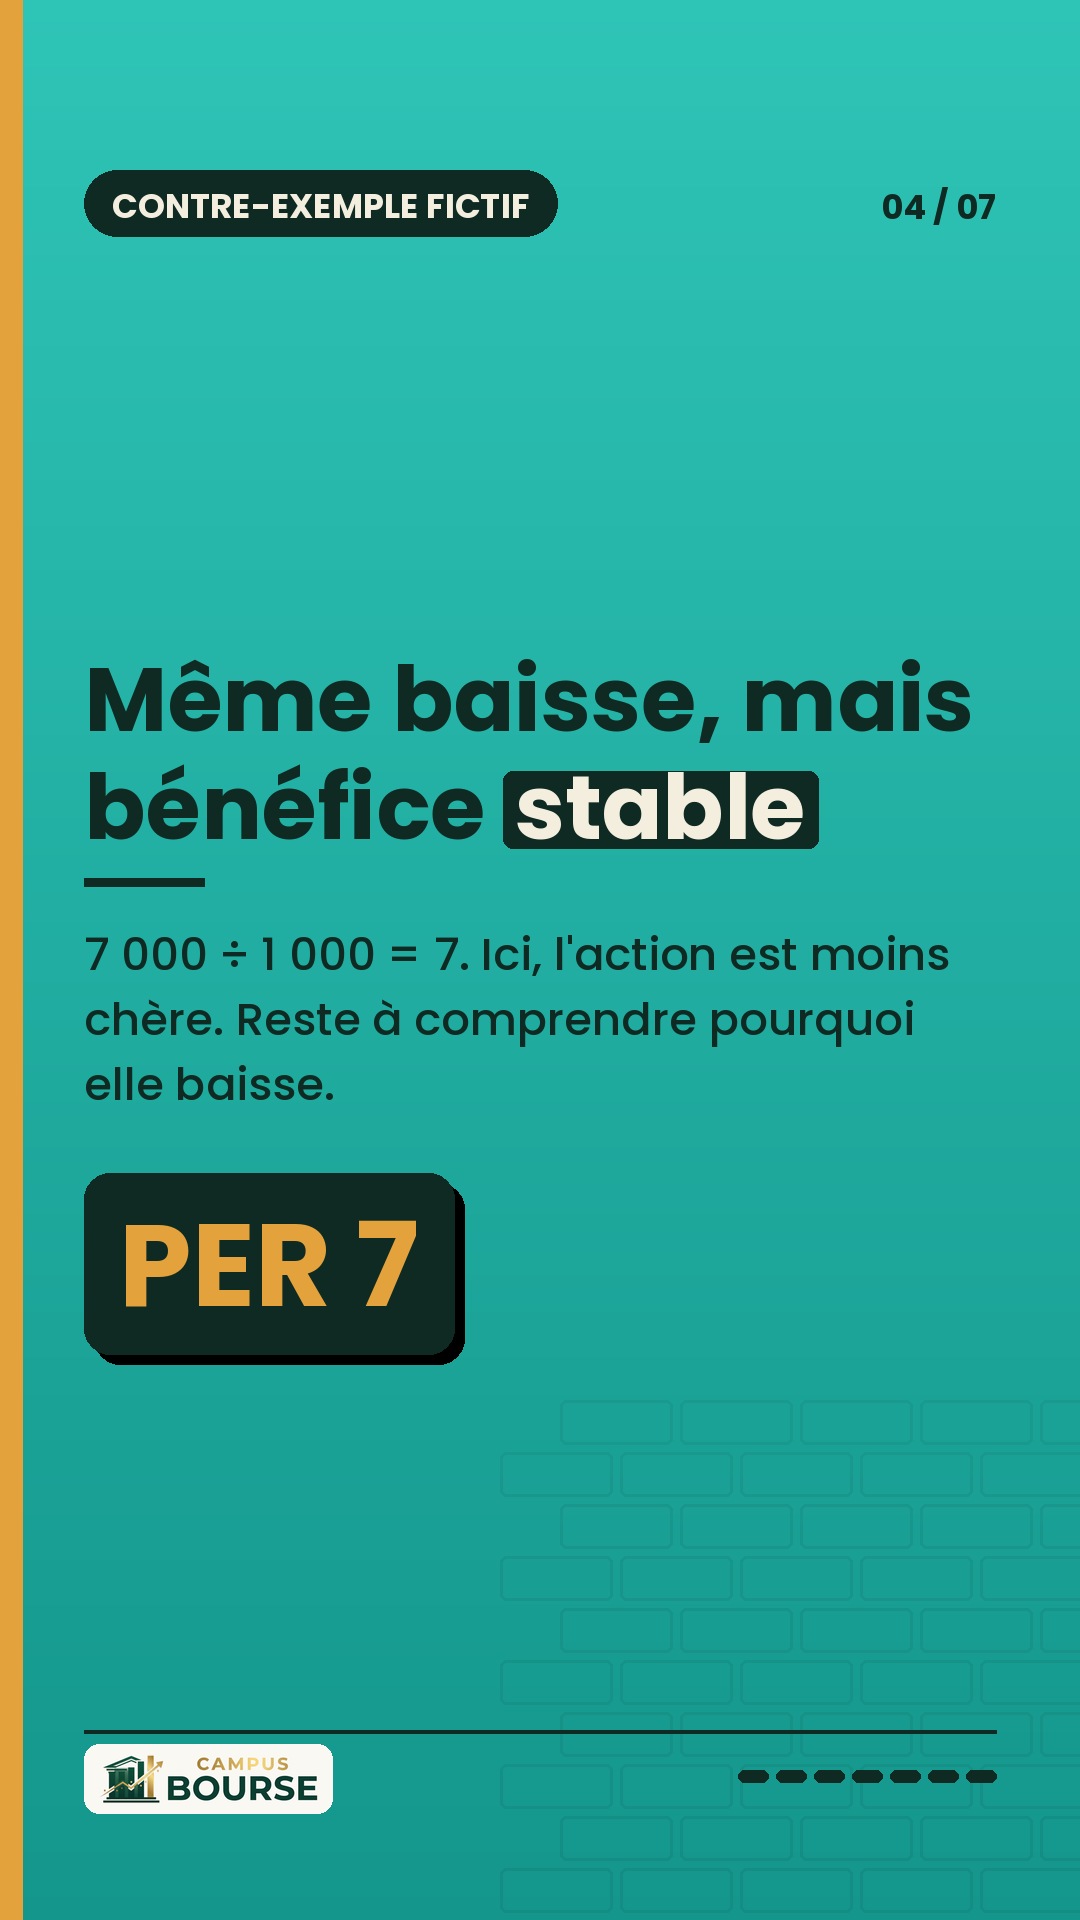 CONTRE-EXEMPLE FICTIF
04 / 07
Même baisse, mais
bénéfice stable
7 000 ÷ 1 000 = 7. Ici, l'action est moins
chère. Reste à comprendre pourquoi
elle baisse.
PER 7
CAMPUS
BOURSE